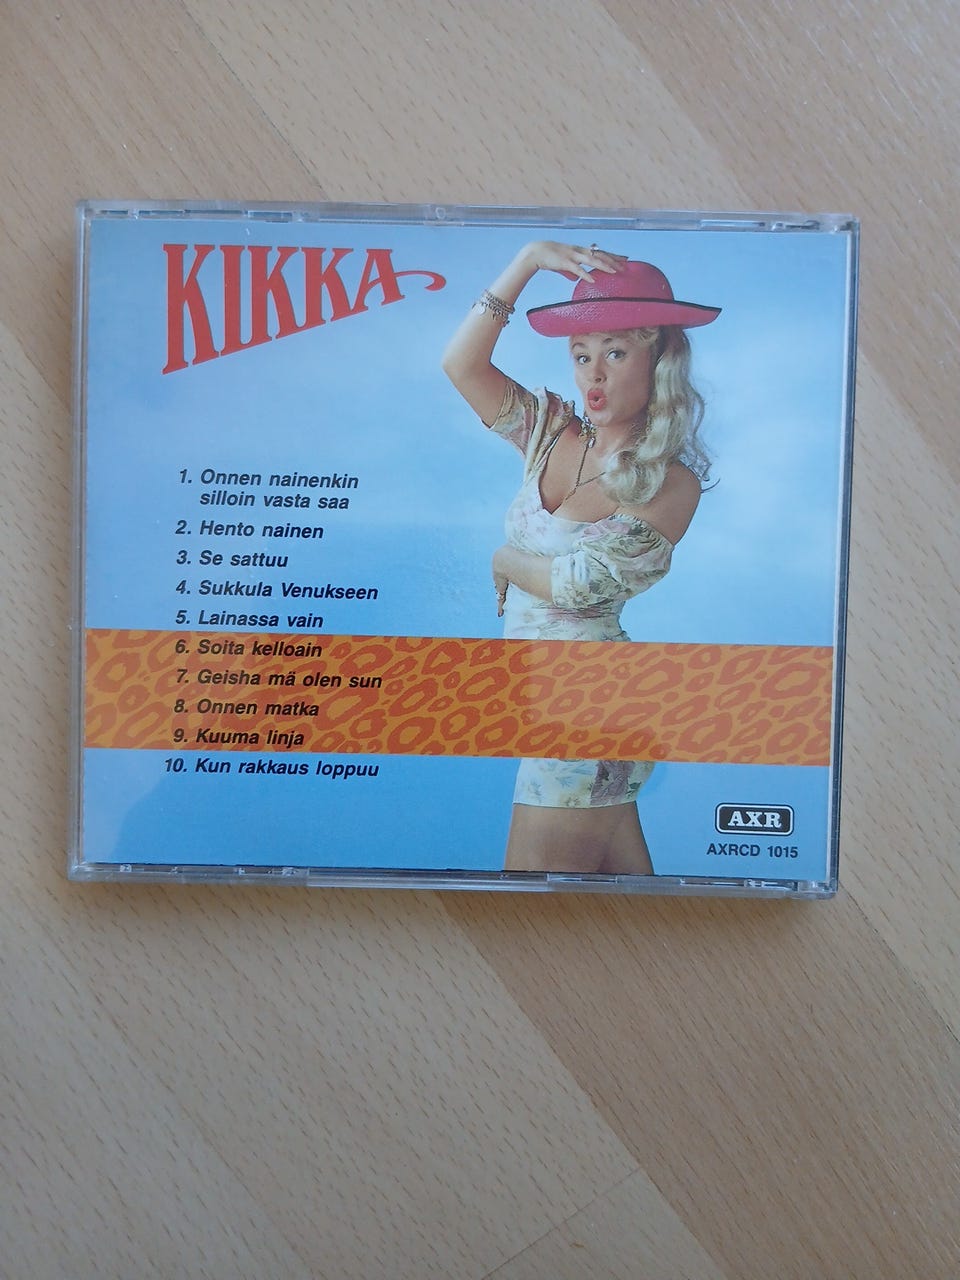 KIKKA
1. Onnen nainenkin
silloin vasta saa
2. Hento nainen
3. Se sattuu
4. Sukkula Venukseen
5. Lainassa vain
6. Soita kelloain
7. Geisha mä olen sun
8. Onnen matka
9. Kuuma linja
10. Kun rakkaus loppuu
AXR
AXRCD 1015